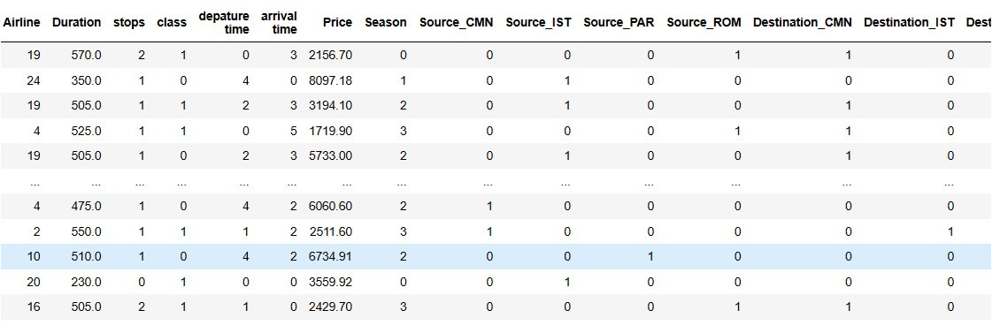 Airline Duration stops class depature time arrival time Price Season Source_CMN Source_IST Source_PAR Source_ROM Destination_CMN Destination_IST Dest
19 570.0 2 1 0 3 2156.70 0 0 0 0 1 1 0
24 350.0 1 0 4 0 8097.18 1 0 1 0 0 0 0
19 505.0 1 1 2 3 3194.10 2 0 1 0 0 1 0
4 525.0 1 1 0 5 1719.90 3 0 0 0 1 1 0
19 505.0 1 0 2 3 5733.00 2 0 1 0 0 1 0
... ... ... ... ... ... ... ... ... ... ... ... ... ...
4 475.0 1 0 4 2 6060.60 2 1 0 0 0 0 0
2 550.0 1 1 1 2 2511.60 3 1 0 0 0 0 1
10 510.0 1 0 4 2 6734.91 2 0 0 1 0 0 0
20 230.0 0 1 0 0 3559.92 0 0 1 0 0 0 0
16 505.0 2 1 1 0 2429.70 3 0 0 0 1 1 0